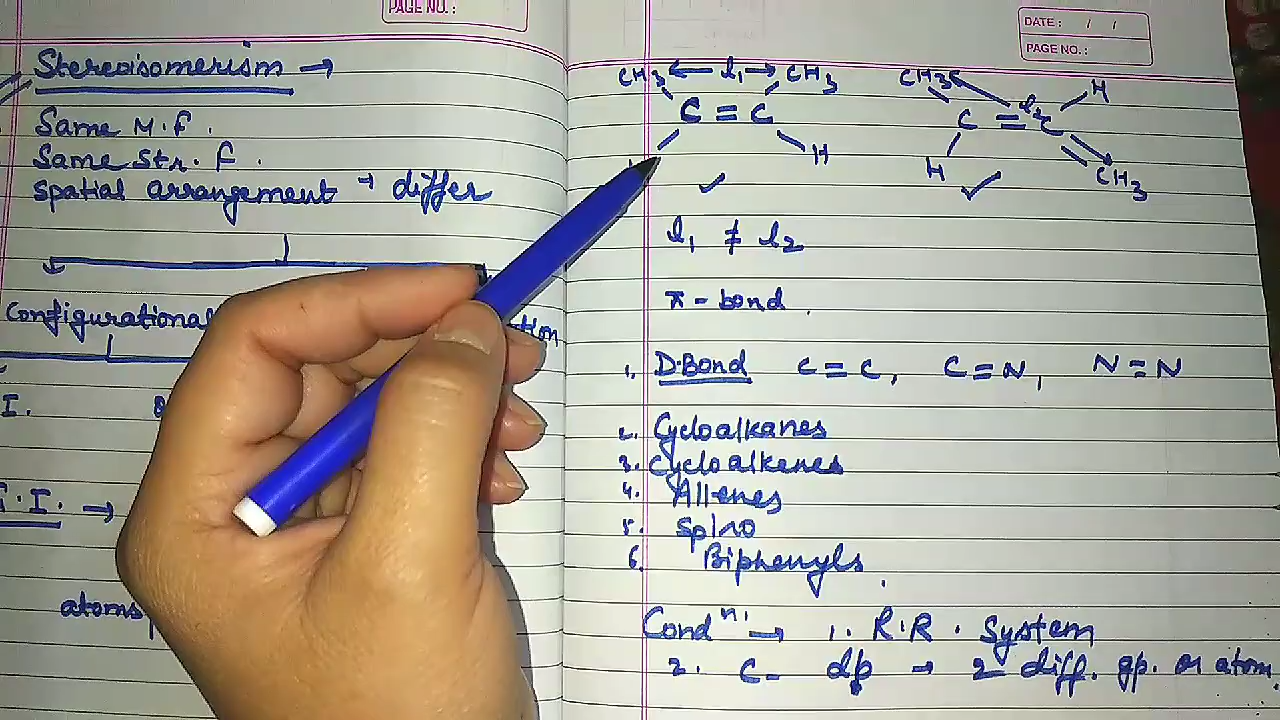 PAGE NO.:
Stereoisomerism →
Same M.f.
Same Str. f.
Spatial arrangement → differ
Configurational
tion
I.
G.I. →
atoms
DATE: / /
PAGE NO.:
CH3 ← l1 → CH3
C = C
H
✓
CH3 l2 H
C = C
H CH3
✓
l1 ≠ l2
π - bond.
1. D.Bond C = C, C = N, N = N
2. Cycloalkanes
3. Cycloalkenes
4. Allenes
5. Spiro
6. Biphenyls.
Condn. → 1. R.R. System
2. C - db → 2 diff. gp. or atom.